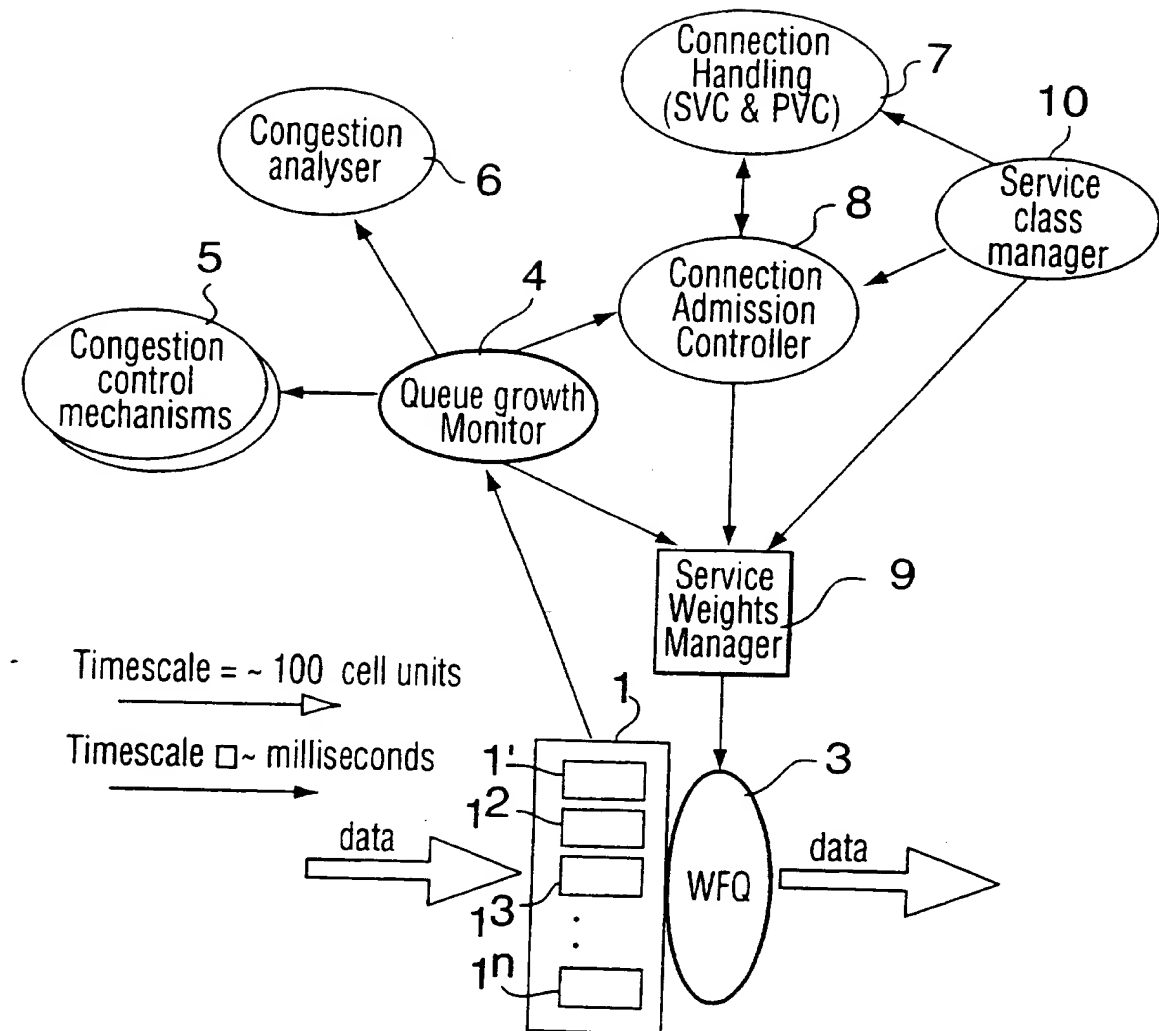 Connection
Handling
(SVC & PVC)
7
10
Congestion
analyser
6
Service
class
manager
8
5
4
Connection
Admission
Controller
Congestion
control
mechanisms
Queue growth
Monitor
Service
Weights
Manager
9
Timescale = ~ 100 cell units
Timescale □~ milliseconds
1
1'
1²
1³
1ⁿ
3
data
WFQ
data